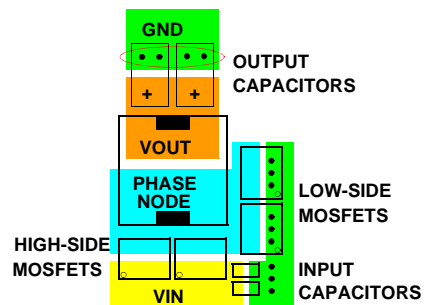 GND
OUTPUT
CAPACITORS
+ +
VOUT
PHASE
NODE
LOW-SIDE
MOSFETS
HIGH-SIDE
MOSFETS
INPUT
CAPACITORS
VIN